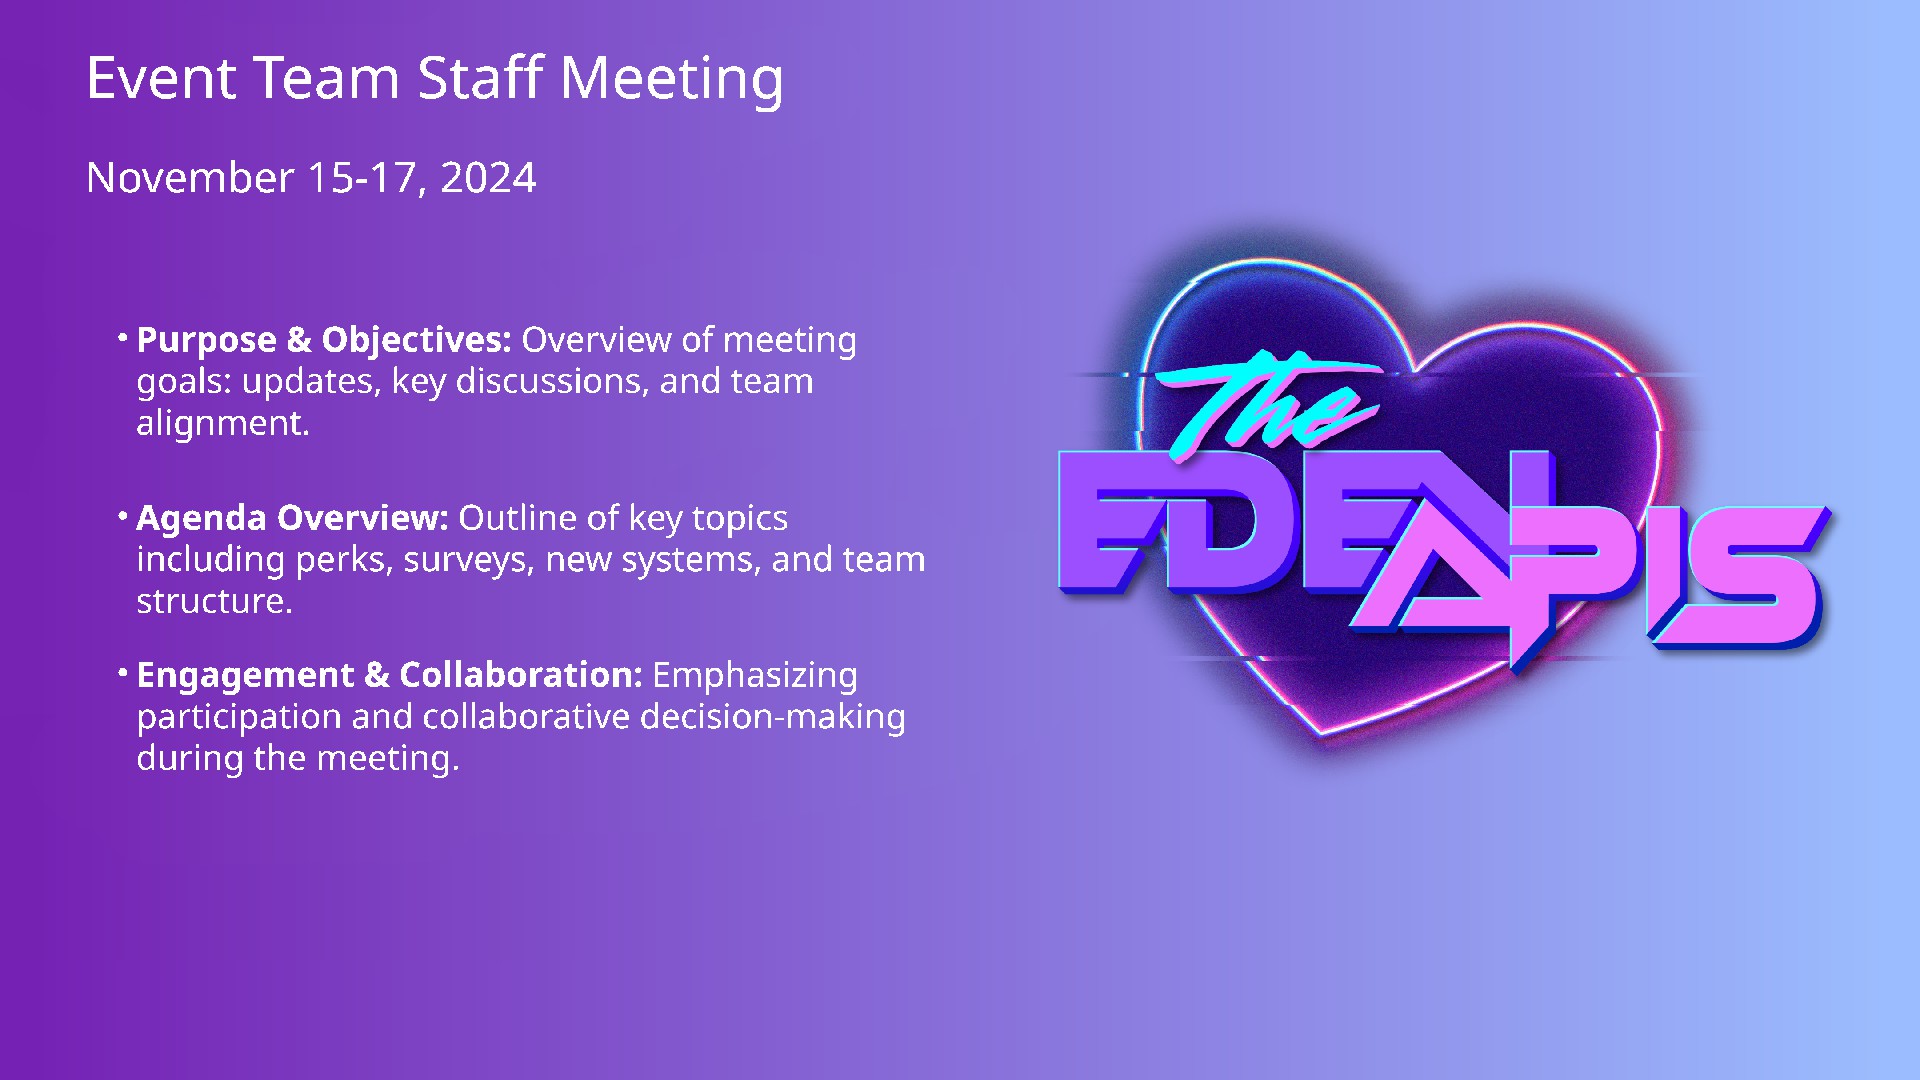 Event Team Staff Meeting
November 15-17, 2024
• Purpose & Objectives: Overview of meeting
goals: updates, key discussions, and team
alignment.
• Agenda Overview: Outline of key topics
including perks, surveys, new systems, and team
structure.
• Engagement & Collaboration: Emphasizing
participation and collaborative decision-making
during the meeting.
The
EDEN
APIS